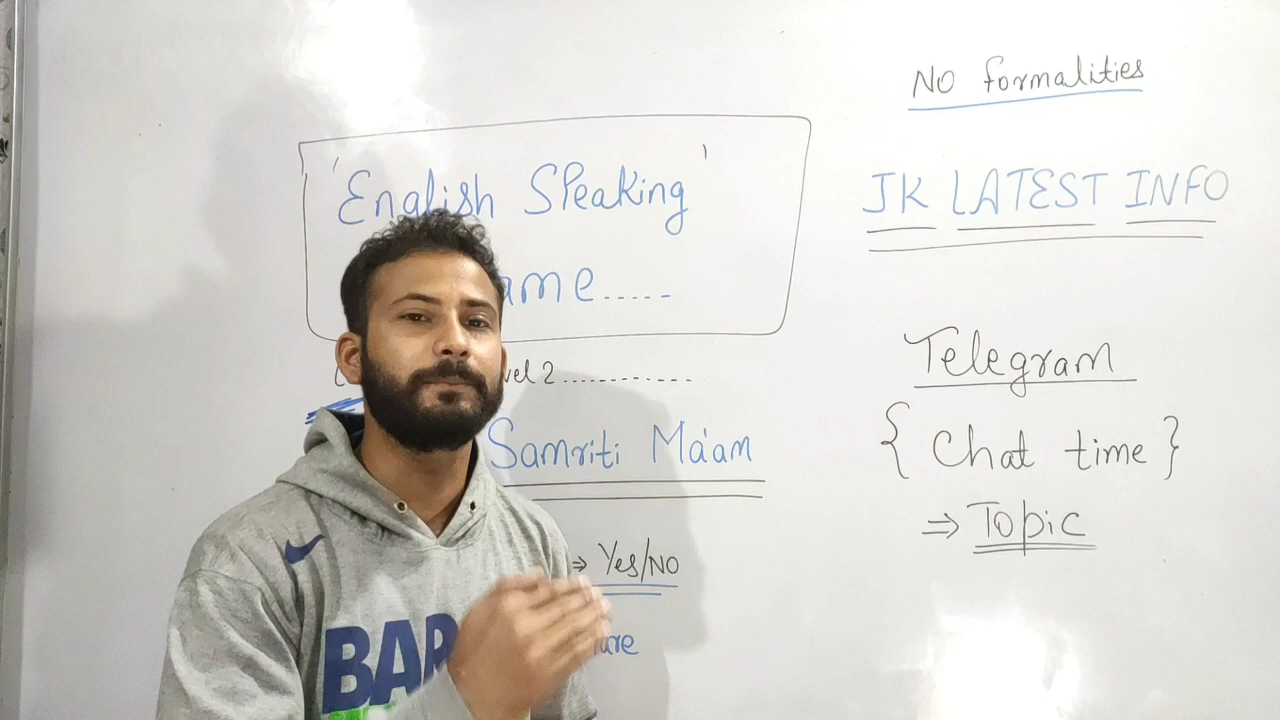 'English Speaking'
ame.....
vel 2..............
Samriti Ma'am
⇒ Yes/No
are
NO formalities
JK LATEST INFO
Telegram
{ Chat time }
⇒ Topic
BAR